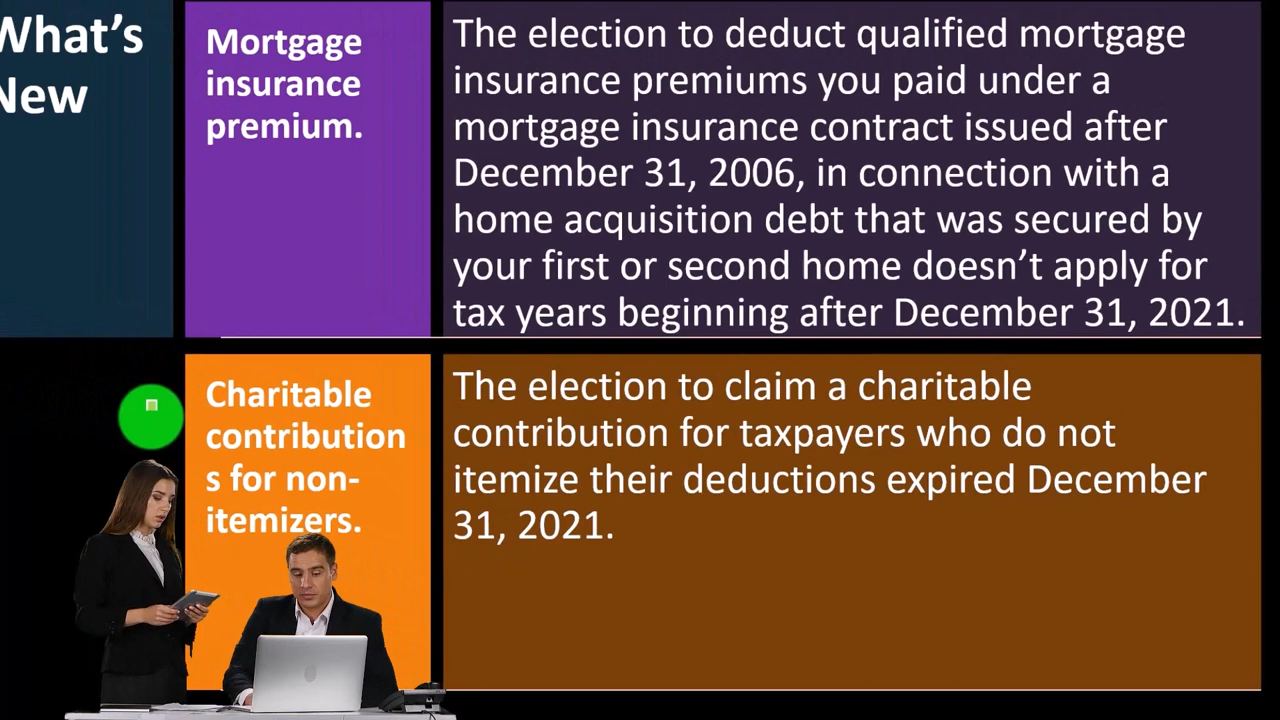 What's
New
Mortgage
insurance
premium.
The election to deduct qualified mortgage
insurance premiums you paid under a
mortgage insurance contract issued after
December 31, 2006, in connection with a
home acquisition debt that was secured by
your first or second home doesn't apply for
tax years beginning after December 31, 2021.
Charitable
contribution
s for non-
itemizers.
The election to claim a charitable
contribution for taxpayers who do not
itemize their deductions expired December
31, 2021.